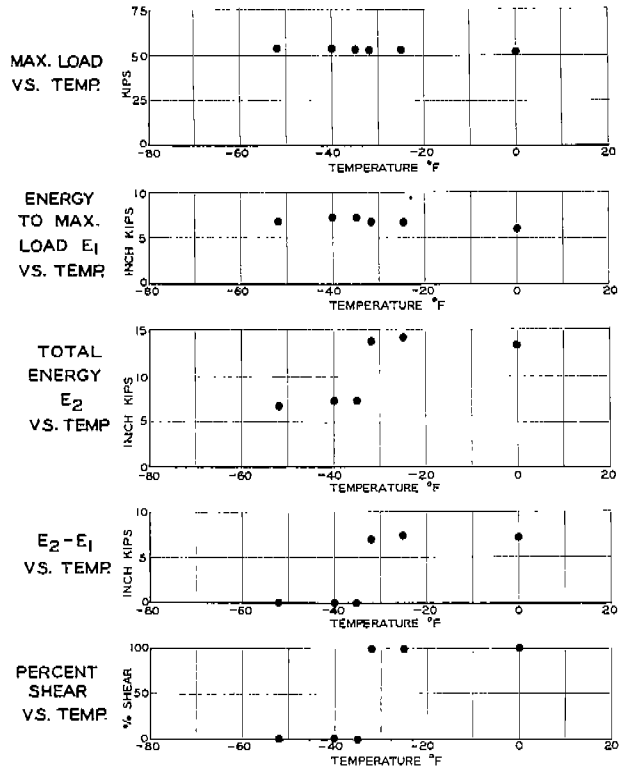 MAX. LOAD
VS. TEMP.
KIPS
75
50
25
0
-80 -60 -40 -20 0 20
TEMPERATURE °F
ENERGY
TO MAX.
LOAD E1
VS. TEMP.
INCH KIPS
10
5
0
-80 -60 -40 -20 0 20
TEMPERATURE °F
TOTAL
ENERGY
E2
VS. TEMP
INCH KIPS
15
10
5
0
-80 -60 -40 -20 0 20
TEMPERATURE °F
E2-E1
VS. TEMP.
INCH KIPS
10
5
0
-80 -60 -40 -20 0 20
TEMPERATURE °F
PERCENT
SHEAR
VS. TEMP.
% SHEAR
100
50
0
-80 -60 -40 -20 0 20
TEMPERATURE °F